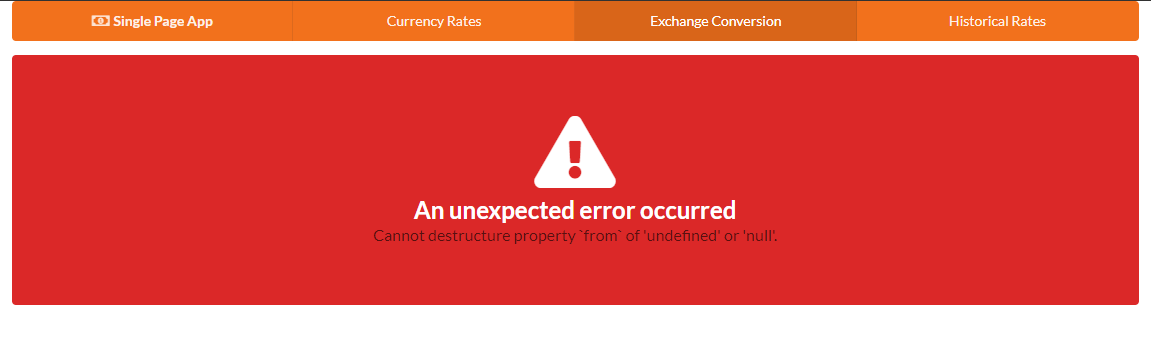 Single Page App Currency Rates Exchange Conversion Historical Rates
An unexpected error occurred
Cannot destructure property `from` of 'undefined' or 'null'.